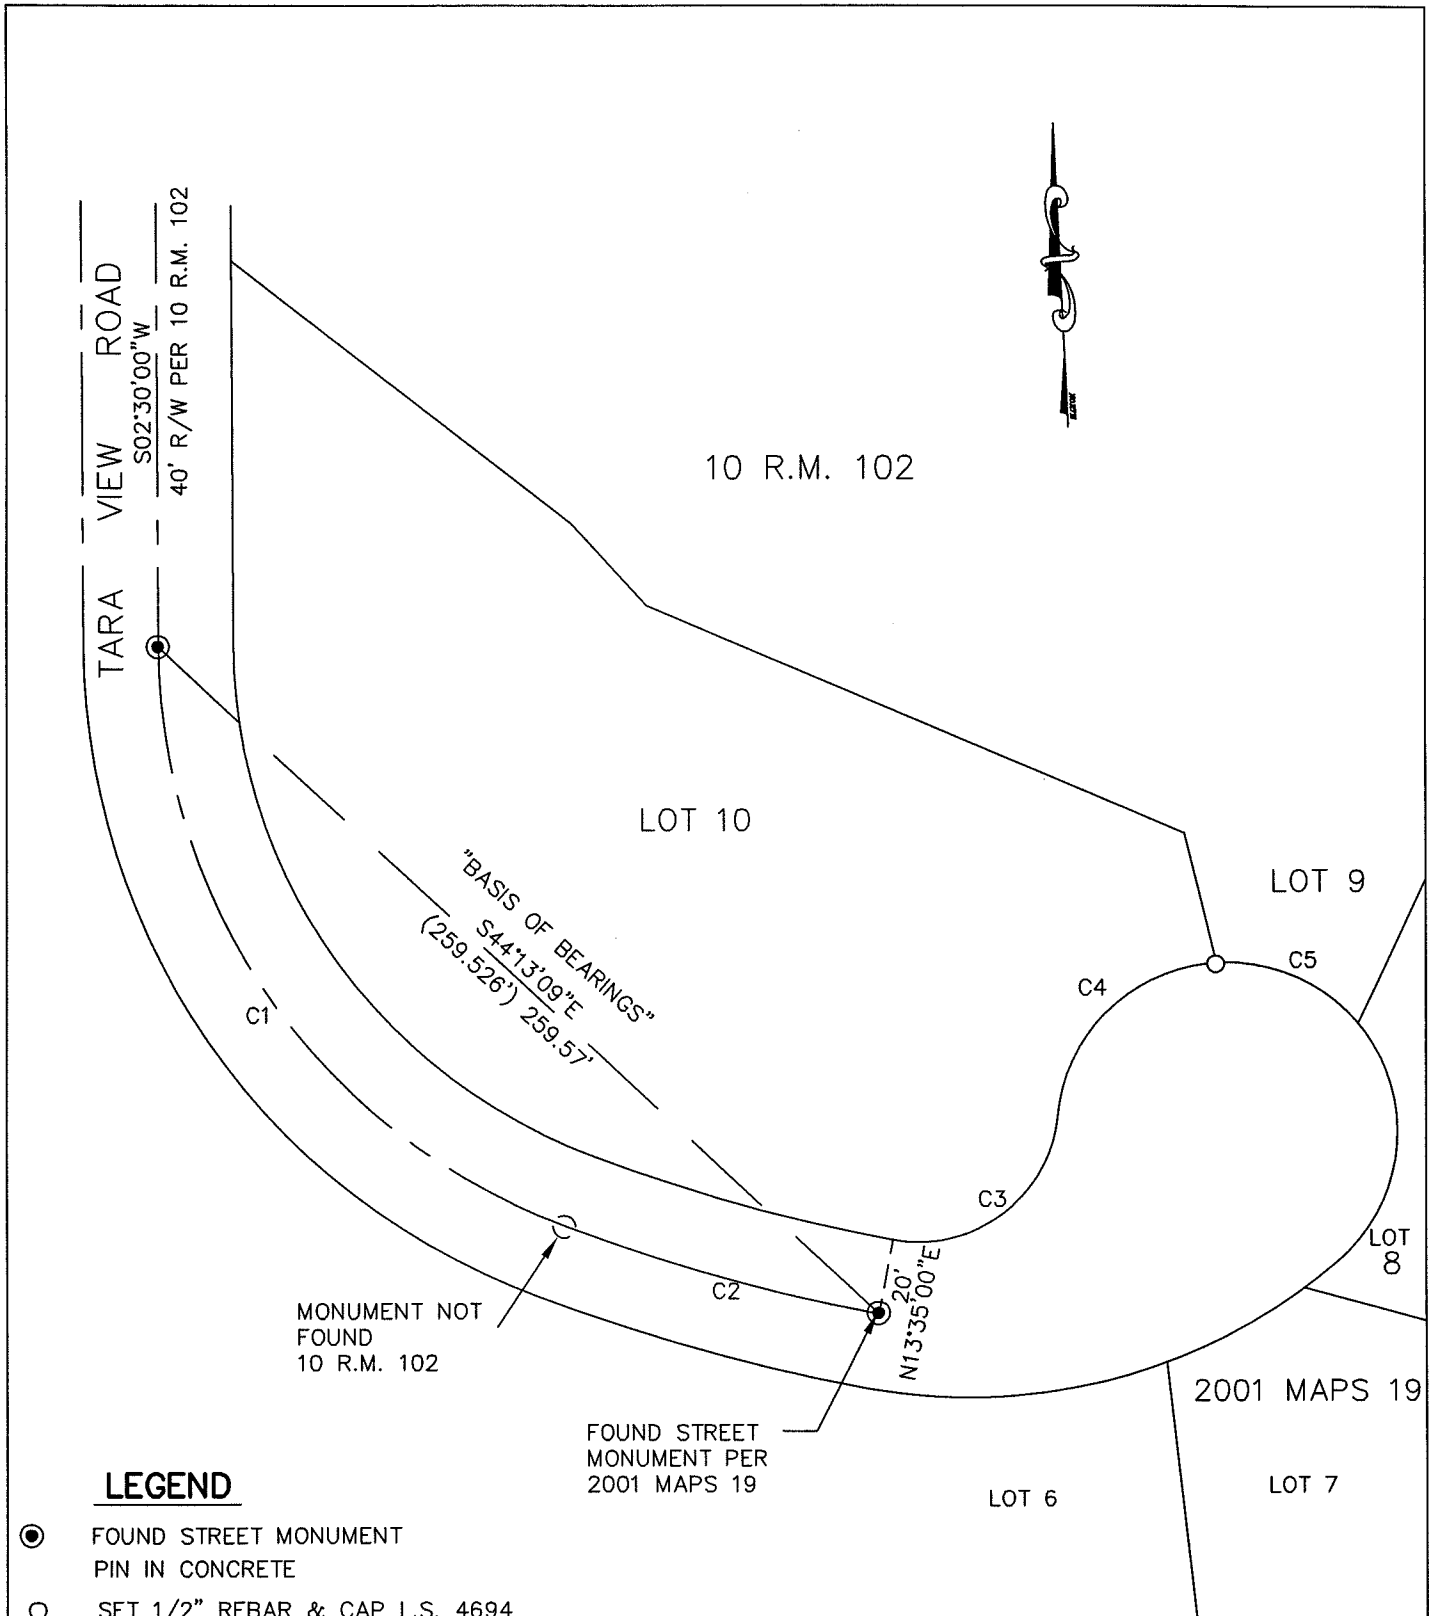 TARA VIEW ROAD
S02°30'00"W
40' R/W PER 10 R.M. 102
10 R.M. 102
LOT 10
LOT 9
"BASIS OF BEARINGS"
S44°13'09"E
(259.526') 259.57'
C4
C5
C1
C3
C2
20'
N13°35'00"E
LOT
8
MONUMENT NOT
FOUND
10 R.M. 102
2001 MAPS 19
FOUND STREET
MONUMENT PER
2001 MAPS 19
LOT 6
LOT 7
LEGEND
FOUND STREET MONUMENT
PIN IN CONCRETE
SET 1/2" REBAR & CAP L.S. 4694